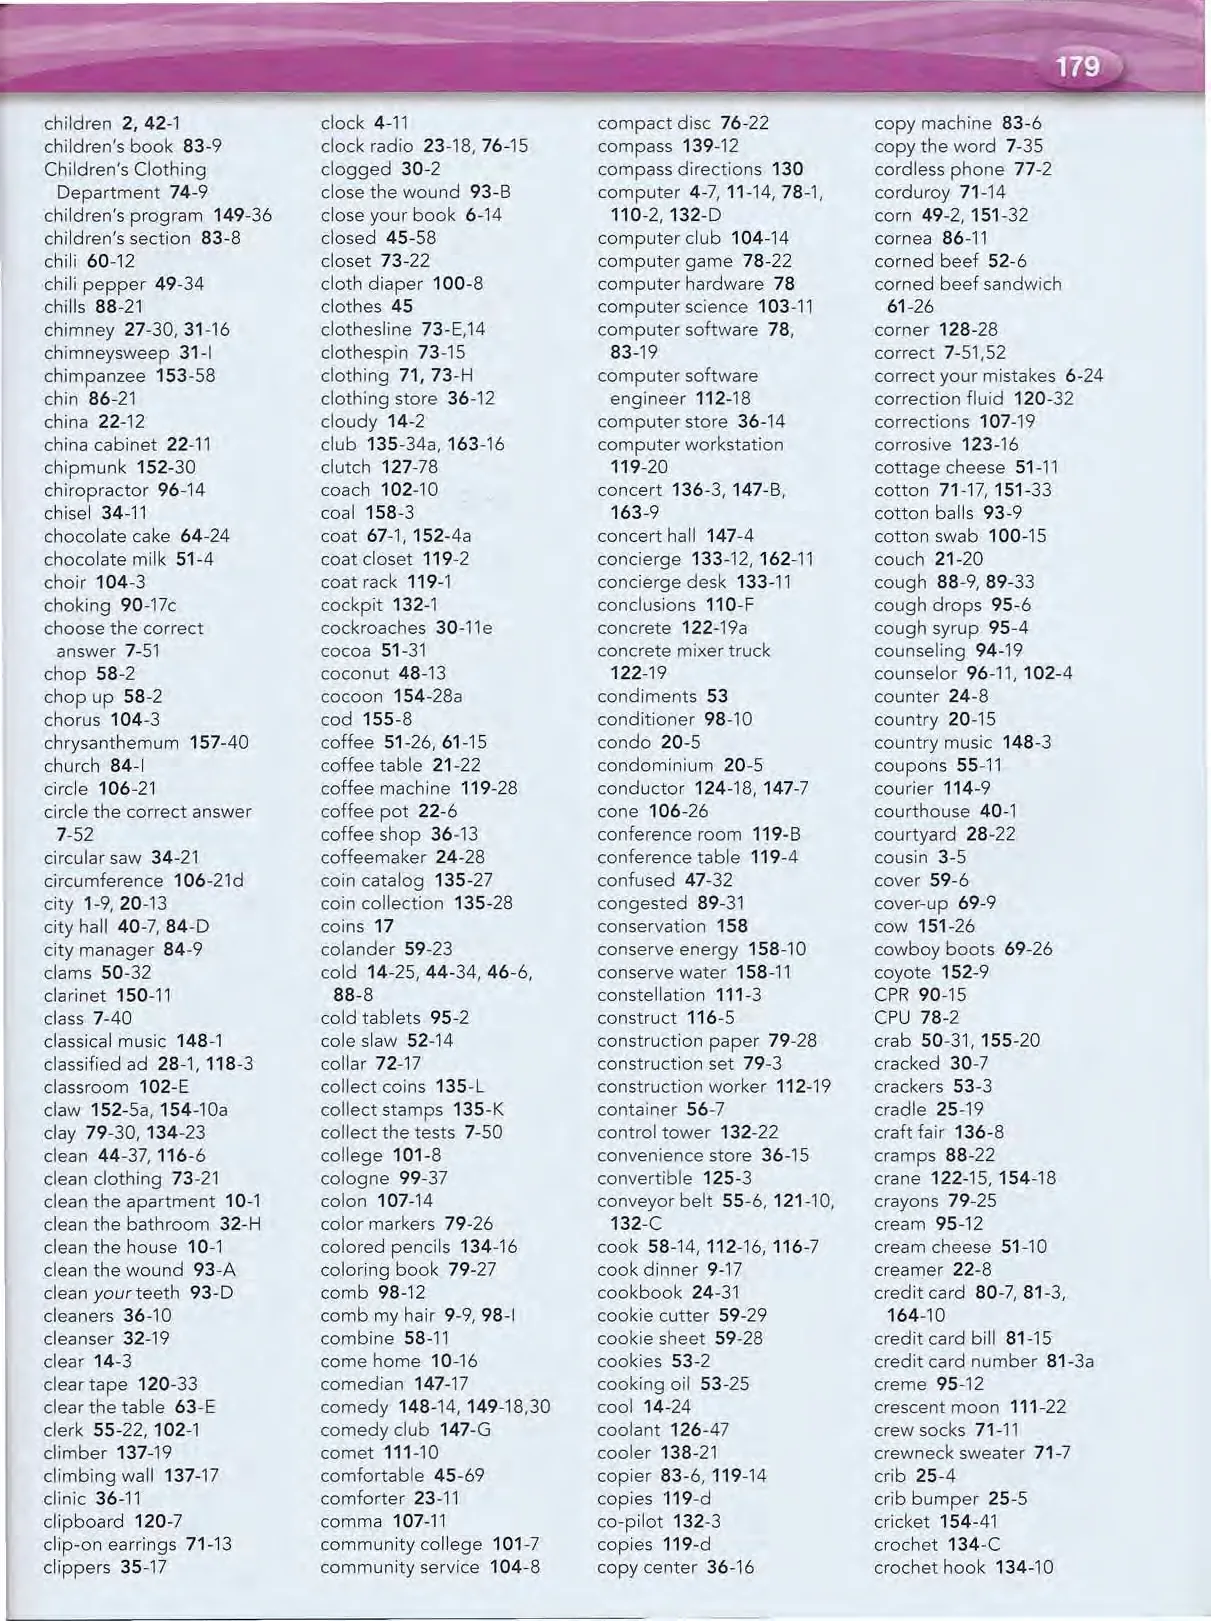 179
children 2, 42-1
children's book 83-9
Children's Clothing
Department 74-9
children's program 149-36
children's section 83-8
chili 60-12
chili pepper 49-34
chills 88-21
chimney 27-30, 31-16
chimneysweep 31-I
chimpanzee 153-58
chin 86-21
china 22-12
china cabinet 22-11
chipmunk 152-30
chiropractor 96-14
chisel 34-11
chocolate cake 64-24
chocolate milk 51-4
choir 104-3
choking 90-17c
choose the correct
answer 7-51
chop 58-2
chop up 58-2
chorus 104-3
chrysanthemum 157-40
church 84-I
circle 106-21
circle the correct answer
7-52
circular saw 34-21
circumference 106-21d
city 1-9, 20-13
city hall 40-7, 84-D
city manager 84-9
clams 50-32
clarinet 150-11
class 7-40
classical music 148-1
classified ad 28-1, 118-3
classroom 102-E
claw 152-5a, 154-10a
clay 79-30, 134-23
clean 44-37, 116-6
clean clothing 73-21
clean the apartment 10-1
clean the bathroom 32-H
clean the house 10-1
clean the wound 93-A
clean your teeth 93-D
cleaners 36-10
cleanser 32-19
clear 14-3
clear tape 120-33
clear the table 63-E
clerk 55-22, 102-1
climber 137-19
climbing wall 137-17
clinic 36-11
clipboard 120-7
clip-on earrings 71-13
clippers 35-17
clock 4-11
clock radio 23-18, 76-15
clogged 30-2
close the wound 93-B
close your book 6-14
closed 45-58
closet 73-22
cloth diaper 100-8
clothes 45
clothesline 73-E,14
clothespin 73-15
clothing 71, 73-H
clothing store 36-12
cloudy 14-2
club 135-34a, 163-16
clutch 127-78
coach 102-10
coal 158-3
coat 67-1, 152-4a
coat closet 119-2
coat rack 119-1
cockpit 132-1
cockroaches 30-11e
cocoa 51-31
coconut 48-13
cocoon 154-28a
cod 155-8
coffee 51-26, 61-15
coffee table 21-22
coffee machine 119-28
coffee pot 22-6
coffee shop 36-13
coffeemaker 24-28
coin catalog 135-27
coin collection 135-28
coins 17
colander 59-23
cold 14-25, 44-34, 46-6,
88-8
cold tablets 95-2
cole slaw 52-14
collar 72-17
collect coins 135-L
collect stamps 135-K
collect the tests 7-50
college 101-8
cologne 99-37
colon 107-14
color markers 79-26
colored pencils 134-16
coloring book 79-27
comb 98-12
comb my hair 9-9, 98-I
combine 58-11
come home 10-16
comedian 147-17
comedy 148-14, 149-18,30
comedy club 147-G
comet 111-10
comfortable 45-69
comforter 23-11
comma 107-11
community college 101-7
community service 104-8
compact disc 76-22
compass 139-12
compass directions 130
computer 4-7, 11-14, 78-1,
110-2, 132-D
computer club 104-14
computer game 78-22
computer hardware 78
computer science 103-11
computer software 78,
83-19
computer software
engineer 112-18
computer store 36-14
computer workstation
119-20
concert 136-3, 147-B,
163-9
concert hall 147-4
concierge 133-12, 162-11
concierge desk 133-11
conclusions 110-F
concrete 122-19a
concrete mixer truck
122-19
condiments 53
conditioner 98-10
condo 20-5
condominium 20-5
conductor 124-18, 147-7
cone 106-26
conference room 119-B
conference table 119-4
confused 47-32
congested 89-31
conservation 158
conserve energy 158-10
conserve water 158-11
constellation 111-3
construct 116-5
construction paper 79-28
construction set 79-3
construction worker 112-19
container 56-7
control tower 132-22
convenience store 36-15
convertible 125-3
conveyor belt 55-6, 121-10,
132-C
cook 58-14, 112-16, 116-7
cook dinner 9-17
cookbook 24-31
cookie cutter 59-29
cookie sheet 59-28
cookies 53-2
cooking oil 53-25
cool 14-24
coolant 126-47
cooler 138-21
copier 83-6, 119-14
copies 119-d
co-pilot 132-3
copies 119-d
copy center 36-16
copy machine 83-6
copy the word 7-35
cordless phone 77-2
corduroy 71-14
corn 49-2, 151-32
cornea 86-11
corned beef 52-6
corned beef sandwich
61-26
corner 128-28
correct 7-51,52
correct your mistakes 6-24
correction fluid 120-32
corrections 107-19
corrosive 123-16
cottage cheese 51-11
cotton 71-17, 151-33
cotton balls 93-9
cotton swab 100-15
couch 21-20
cough 88-9, 89-33
cough drops 95-6
cough syrup 95-4
counseling 94-19
counselor 96-11, 102-4
counter 24-8
country 20-15
country music 148-3
coupons 55-11
courier 114-9
courthouse 40-1
courtyard 28-22
cousin 3-5
cover 59-6
cover-up 69-9
cow 151-26
cowboy boots 69-26
coyote 152-9
CPR 90-15
CPU 78-2
crab 50-31, 155-20
cracked 30-7
crackers 53-3
cradle 25-19
craft fair 136-8
cramps 88-22
crane 122-15, 154-18
crayons 79-25
cream 95-12
cream cheese 51-10
creamer 22-8
credit card 80-7, 81-3,
164-10
credit card bill 81-15
credit card number 81-3a
creme 95-12
crescent moon 111-22
crew socks 71-11
crewneck sweater 71-7
crib 25-4
crib bumper 25-5
cricket 154-41
crochet 134-C
crochet hook 134-10